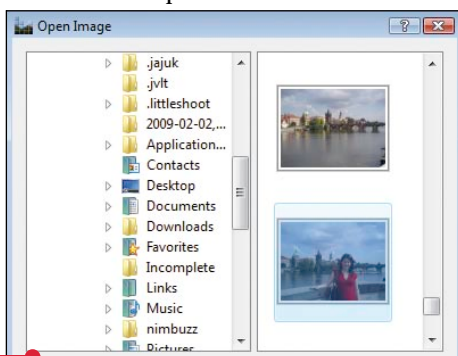 Open Image
.jajuk
.jvlt
.littleshoot
2009-02-02,...
Application...
Contacts
Desktop
Documents
Downloads
Favorites
Incomplete
Links
Music
nimbuzz
Pictures